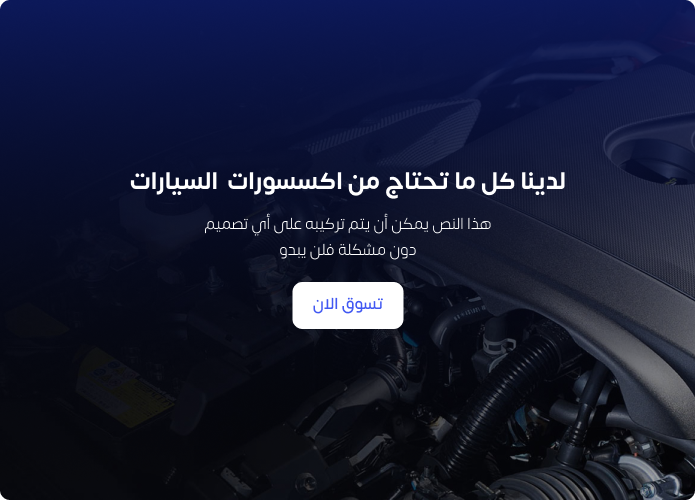 لدينا كل ما تحتاج من اكسسورات السيارات
هذا النص يمكن أن يتم تركيبه على أي تصميم
دون مشكلة فلن يبدو
تسوق الان